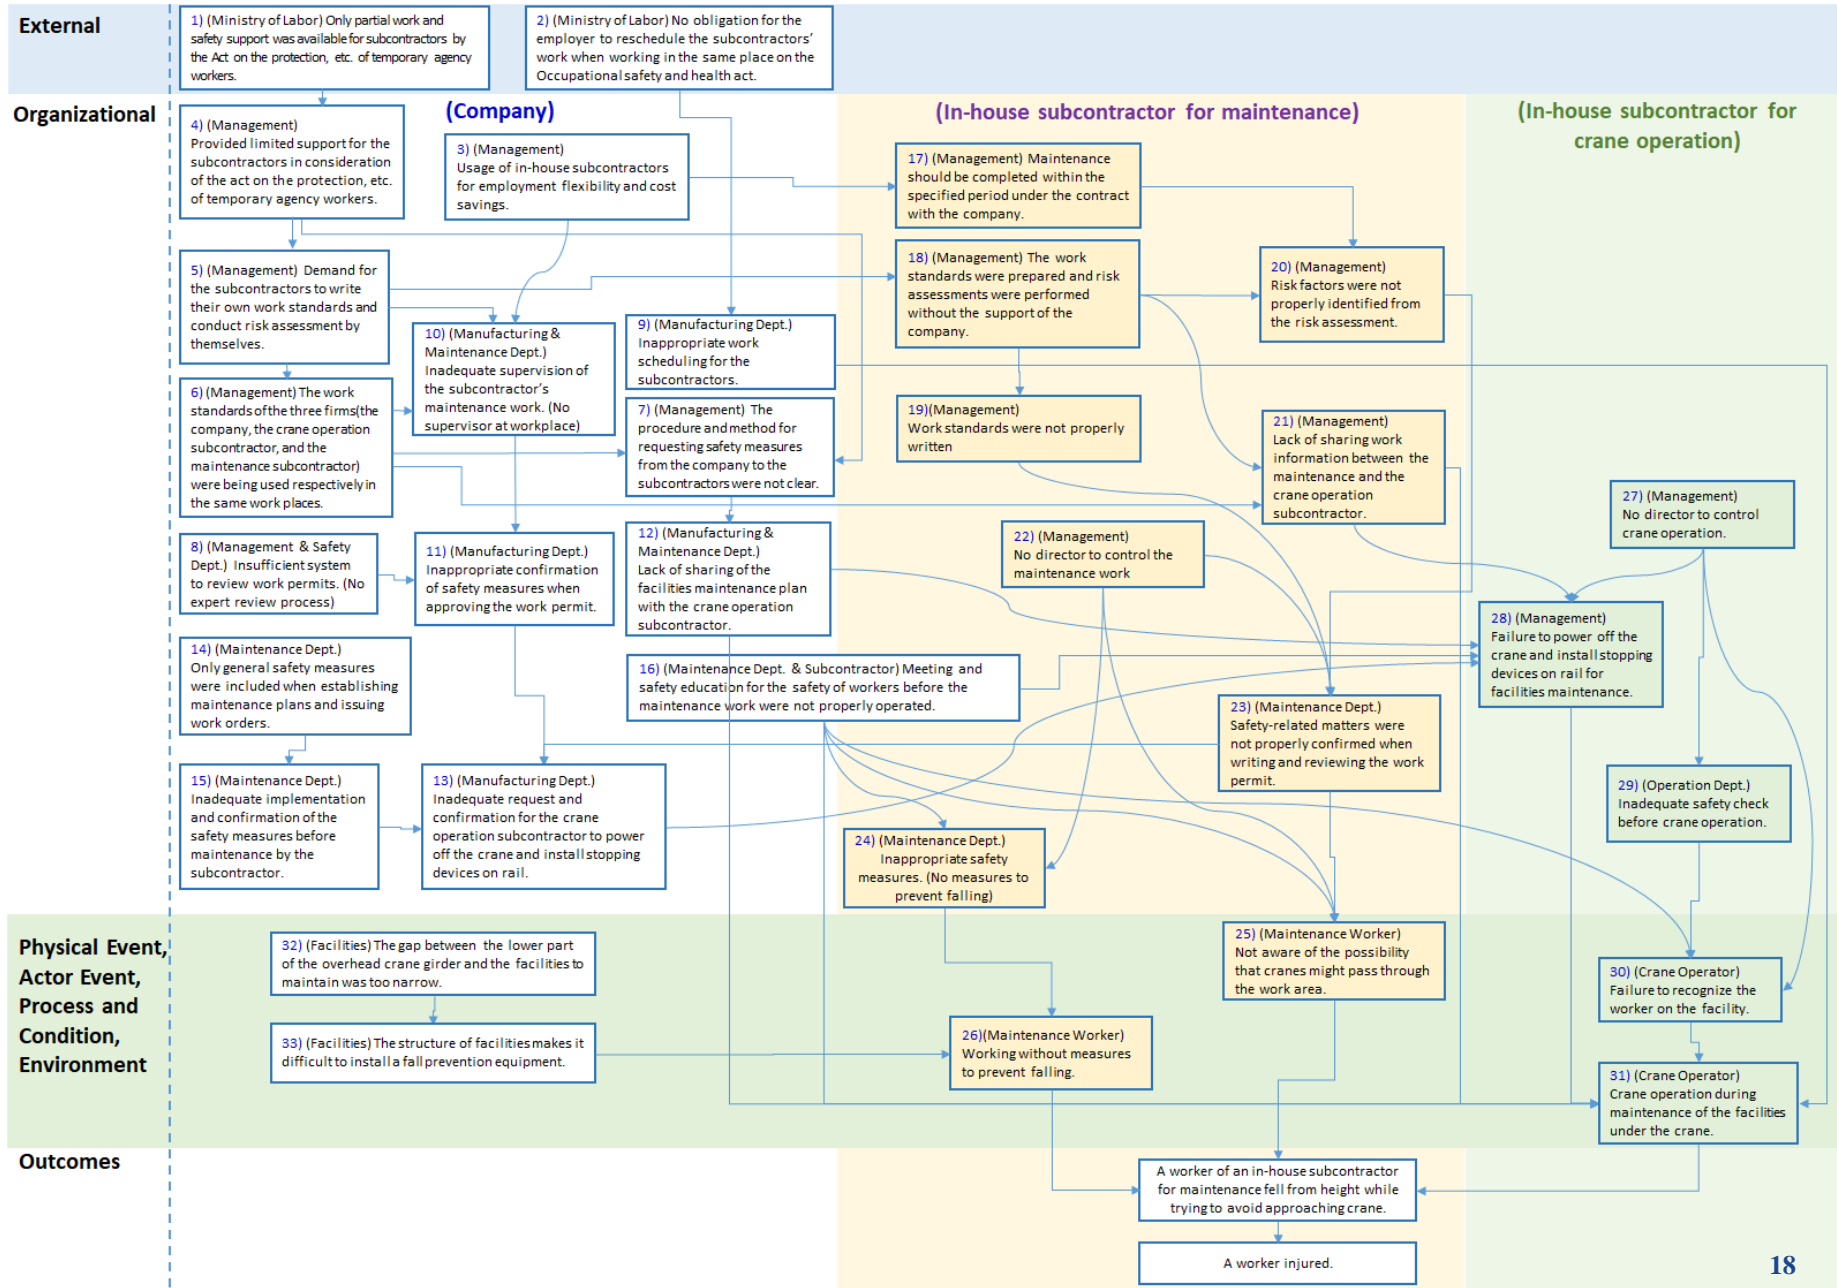 External
1) (Ministry of Labor) Only partial work and
safety support was available for subcontractors by
the Act on the protection, etc. of temporary agency
workers.
2) (Ministry of Labor) No obligation for the
employer to reschedule the subcontractors'
work when working in the same place on the
Occupational safety and health act.
Organizational
(Company)
(In-house subcontractor for maintenance)
(In-house subcontractor for
crane operation)
4) (Management)
Provided limited support for the
subcontractors in consideration
of the act on the protection, etc.
of temporary agency workers.
3) (Management)
Usage of in-house subcontractors
for employment flexibility and cost
savings.
17) (Management) Maintenance
should be completed within the
specified period under the contract
with the company.
5) (Management) Demand for
the subcontractors to write
their own work standards and
conduct risk assessment by
themselves.
18) (Management) The work
standards were prepared and risk
assessments were performed
without the support of the
company.
20) (Management)
Risk factors were not
properly identified from
the risk assessment.
10) (Manufacturing &
Maintenance Dept.)
Inadequate supervision of
the subcontractor's
maintenance work. (No
supervisor at workplace)
9) (Manufacturing Dept.)
Inappropriate work
scheduling for the
subcontractors.
6) (Management) The work
standards of the three firms(the
company, the crane operation
subcontractor, and the
maintenance subcontractor)
were being used respectively in
the same work places.
7) (Management) The
procedure and method for
requesting safety measures
from the company to the
subcontractors were not clear.
19)(Management)
Work standards were not properly
written
21) (Management)
Lack of sharing work
information between the
maintenance and the
crane operation
subcontractor.
27) (Management)
No director to control
crane operation.
8) (Management & Safety
Dept.) Insufficient system
to review work permits. (No
expert review process)
11) (Manufacturing Dept.)
Inappropriate confirmation
of safety measures when
approving the work permit.
12) (Manufacturing &
Maintenance Dept.)
Lack of sharing of the
facilities maintenance plan
with the crane operation
subcontractor.
22) (Management)
No director to control the
maintenance work
28) (Management)
Failure to power off the
crane and install stopping
devices on rail for
facilities maintenance.
14) (Maintenance Dept.)
Only general safety measures
were included when establishing
maintenance plans and issuing
work orders.
16) (Maintenance Dept. & Subcontractor) Meeting and
safety education for the safety of workers before the
maintenance work were not properly operated.
23) (Maintenance Dept.)
Safety-related matters were
not properly confirmed when
writing and reviewing the work
permit.
15) (Maintenance Dept.)
Inadequate implementation
and confirmation of the
safety measures before
maintenance by the
subcontractor.
13) (Manufacturing Dept.)
Inadequate request and
confirmation for the crane
operation subcontractor to power
off the crane and install stopping
devices on rail.
29) (Operation Dept.)
Inadequate safety check
before crane operation.
24) (Maintenance Dept.)
Inappropriate safety
measures. (No measures to
prevent falling)
Physical Event,
Actor Event,
Process and
Condition,
Environment
32) (Facilities) The gap between the lower part
of the overhead crane girder and the facilities to
maintain was too narrow.
25) (Maintenance Worker)
Not aware of the possibility
that cranes might pass through
the work area.
30) (Crane Operator)
Failure to recognize the
worker on the facility.
33) (Facilities) The structure of facilities makes it
difficult to install a fall prevention equipment.
26)(Maintenance Worker)
Working without measures
to prevent falling.
31) (Crane Operator)
Crane operation during
maintenance of the facilities
under the crane.
Outcomes
A worker of an in-house subcontractor
for maintenance fell from height while
trying to avoid approaching crane.
A worker injured.
18